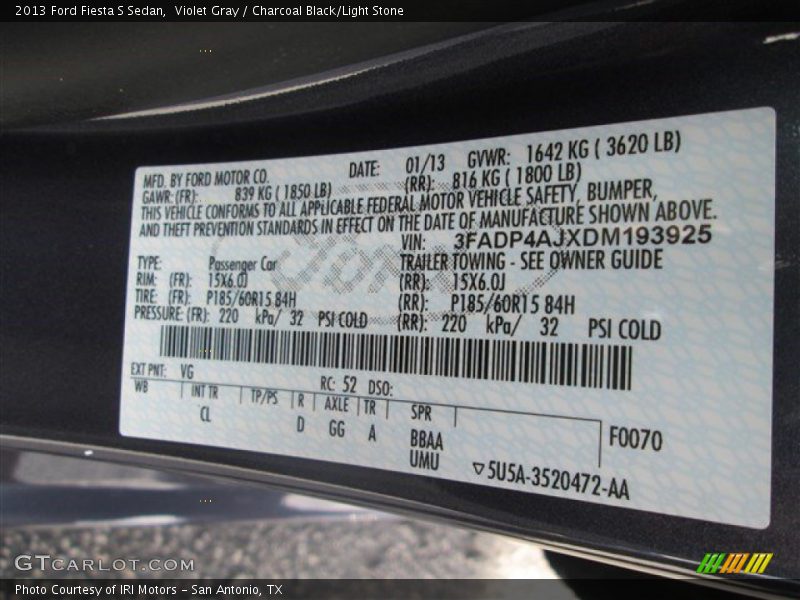 2013 Ford Fiesta S Sedan,  Violet Gray / Charcoal Black/Light Stone
MFD. BY FORD MOTOR CO. DATE: 01/13 GVWR: 1642 KG ( 3620 LB)
GAWR: (FR): 839 KG ( 1850 LB) (RR): 816 KG ( 1800 LB)
THIS VEHICLE CONFORMS TO ALL APPLICABLE FEDERAL MOTOR VEHICLE SAFETY, BUMPER,
AND THEFT PREVENTION STANDARDS IN EFFECT ON THE DATE OF MANUFACTURE SHOWN ABOVE.
VIN: 3FADP4AJXDM193925
TYPE: Passenger Car TRAILER TOWING - SEE OWNER GUIDE
RIM: (FR): 15X6.0J (RR): 15X6.0J
TIRE: (FR): P185/60R15 84H (RR): P185/60R15 84H
PRESSURE: (FR): 220 kPa/ 32 PSI COLD (RR): 220 kPa/ 32 PSI COLD
EXT PNT: VG RC: 52 DSO:
WB INT TR TP/PS R AXLE TR SPR
CL D GG A BBAA F0070
UMU ▽5U5A-3520472-AA
GTCARLOT.COM
Photo Courtesy of IRI Motors - San Antonio, TX